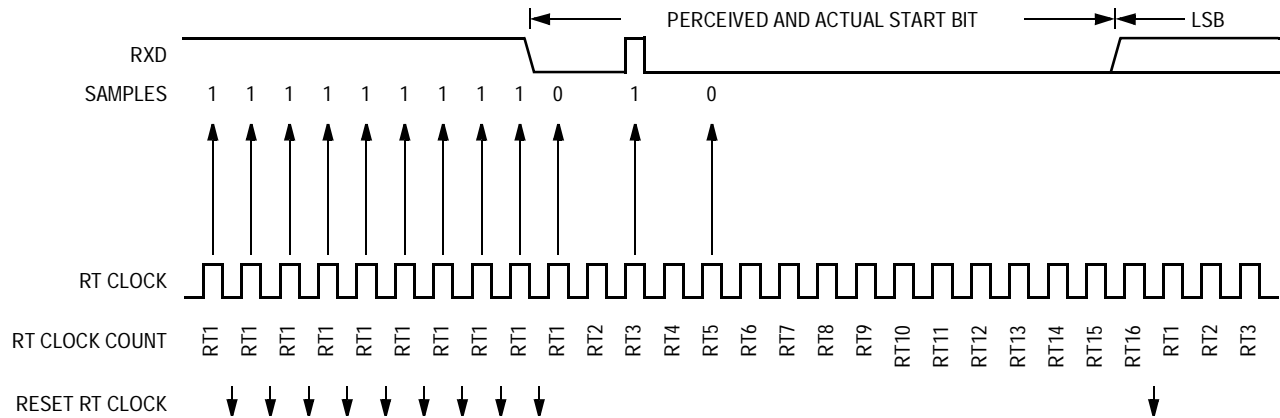 PERCEIVED AND ACTUAL START BIT LSB
RXD
SAMPLES 1 1 1 1 1 1 1 1 1 0 1 0
RT CLOCK
RT CLOCK COUNT RT1 RT1 RT1 RT1 RT1 RT1 RT1 RT1 RT1 RT1 RT2 RT3 RT4 RT5 RT6 RT7 RT8 RT9 RT10 RT11 RT12 RT13 RT14 RT15 RT16 RT1 RT2 RT3
RESET RT CLOCK